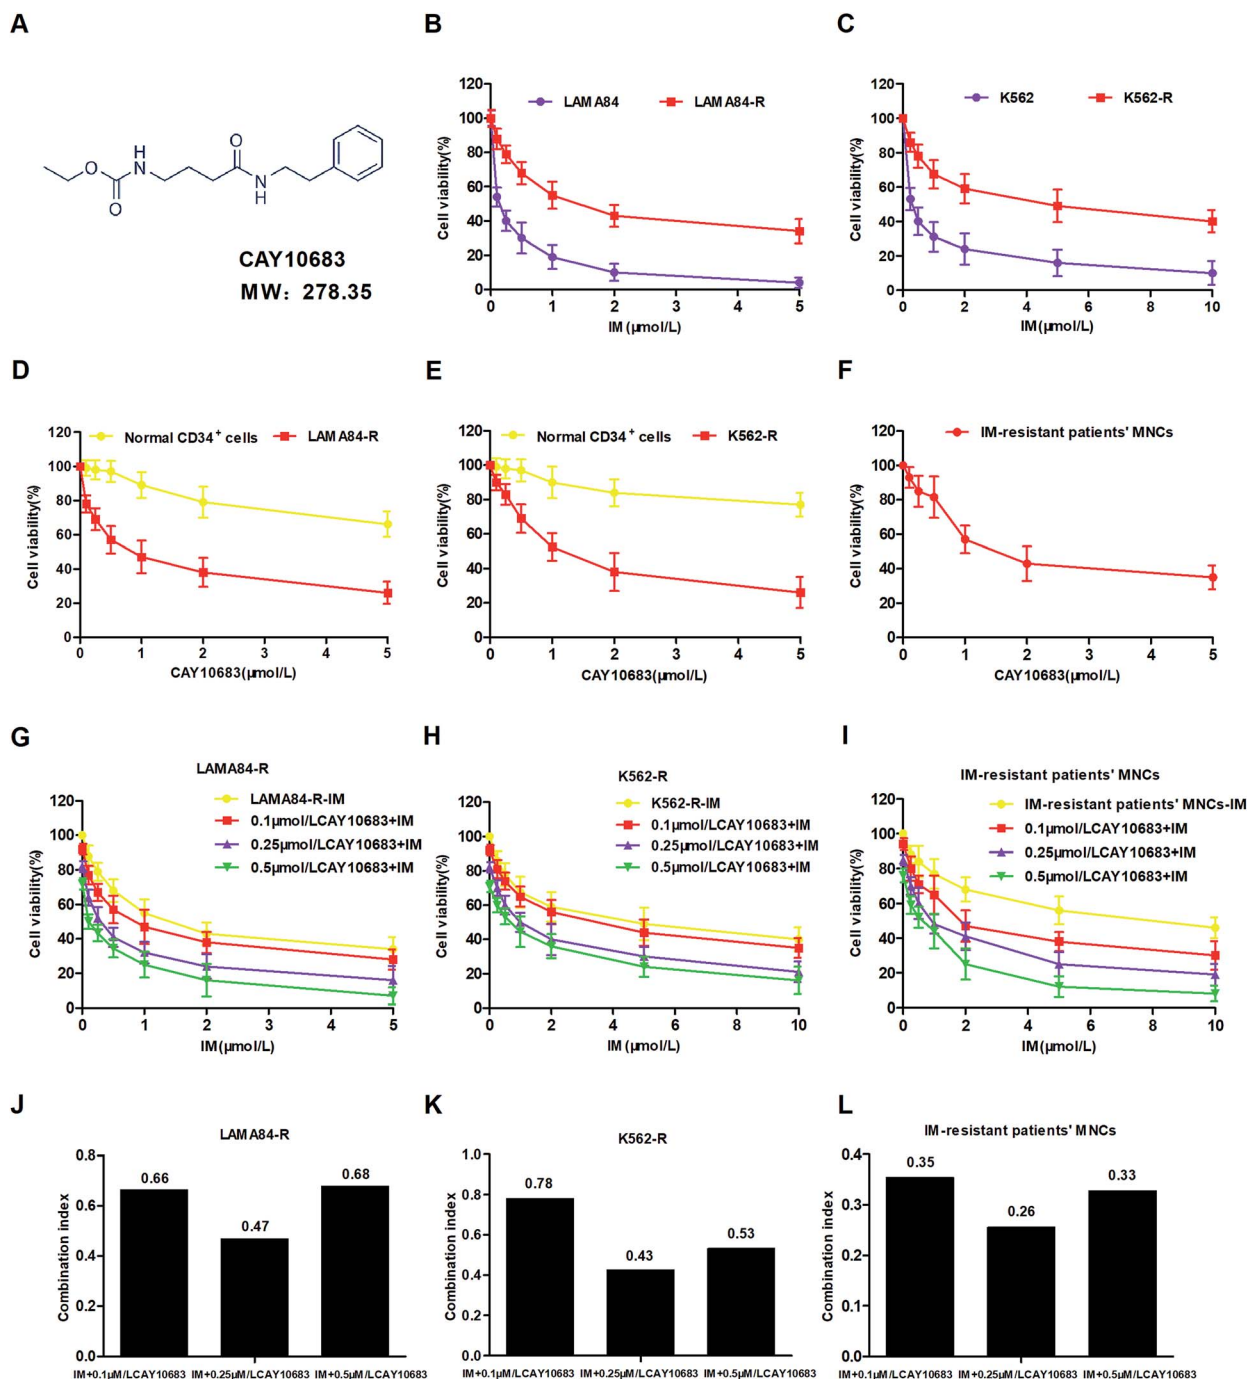 A
H
N
O
O
O
N
H
CAY10683
MW: 278.35
B
LAMA84
LAMA84-R
Cell viability(%)
120
100
80
60
40
20
0
0 1 2 3 4 5
IM(μmol/L)
C
K562
K562-R
Cell viability(%)
120
100
80
60
40
20
0
0 2 4 6 8 10
IM(μmol/L)
D
Normal CD34+ cells
LAMA84-R
Cell viability(%)
120
100
80
60
40
20
0
0 1 2 3 4 5
CAY10683(μmol/L)
E
Normal CD34+ cells
K562-R
Cell viability(%)
120
100
80
60
40
20
0
0 1 2 3 4 5
CAY10683(μmol/L)
F
IM-resistant patients' MNCs
Cell viability(%)
120
100
80
60
40
20
0
0 1 2 3 4 5
CAY10683(μmol/L)
G
LAMA84-R
LAMA84-R-IM
0.1μmol/LCAY10683+IM
0.25μmol/LCAY10683+IM
0.5μmol/LCAY10683+IM
Cell viability(%)
120
100
80
60
40
20
0
0 1 2 3 4 5
IM(μmol/L)
H
K562-R
K562-R-IM
0.1μmol/LCAY10683+IM
0.25μmol/LCAY10683+IM
0.5μmol/LCAY10683+IM
Cell viability(%)
120
100
80
60
40
20
0
0 2 4 6 8 10
IM(μmol/L)
I
IM-resistant patients' MNCs
IM-resistant patients' MNCs-IM
0.1μmol/LCAY10683+IM
0.25μmol/LCAY10683+IM
0.5μmol/LCAY10683+IM
Cell viability(%)
120
100
80
60
40
20
0
0 2 4 6 8 10
IM(μmol/L)
J
LAMA84-R
Combination index
0.8
0.6
0.4
0.2
0.0
0.66
0.47
0.68
IM+0.1μM/LCAY10683 IM+0.25μM/LCAY10683 IM+0.5μM/LCAY10683
K
K562-R
Combination index
1.0
0.8
0.6
0.4
0.2
0.0
0.78
0.43
0.53
IM+0.1μM/LCAY10683 IM+0.25μM/LCAY10683 IM+0.5μM/LCAY10683
L
IM-resistant patients' MNCs
Combination index
0.4
0.3
0.2
0.1
0.0
0.35
0.26
0.33
IM+0.1μM/LCAY10683 IM+0.25μM/LCAY10683 IM+0.5μM/LCAY10683